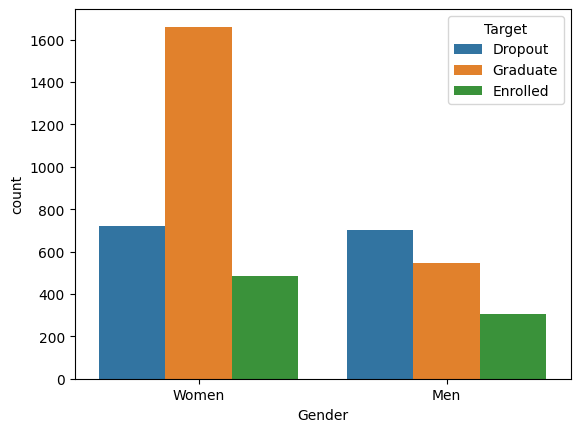 Target
Dropout
Graduate
Enrolled
1600
1400
1200
1000
800
600
400
200
0
count
Women
Men
Gender